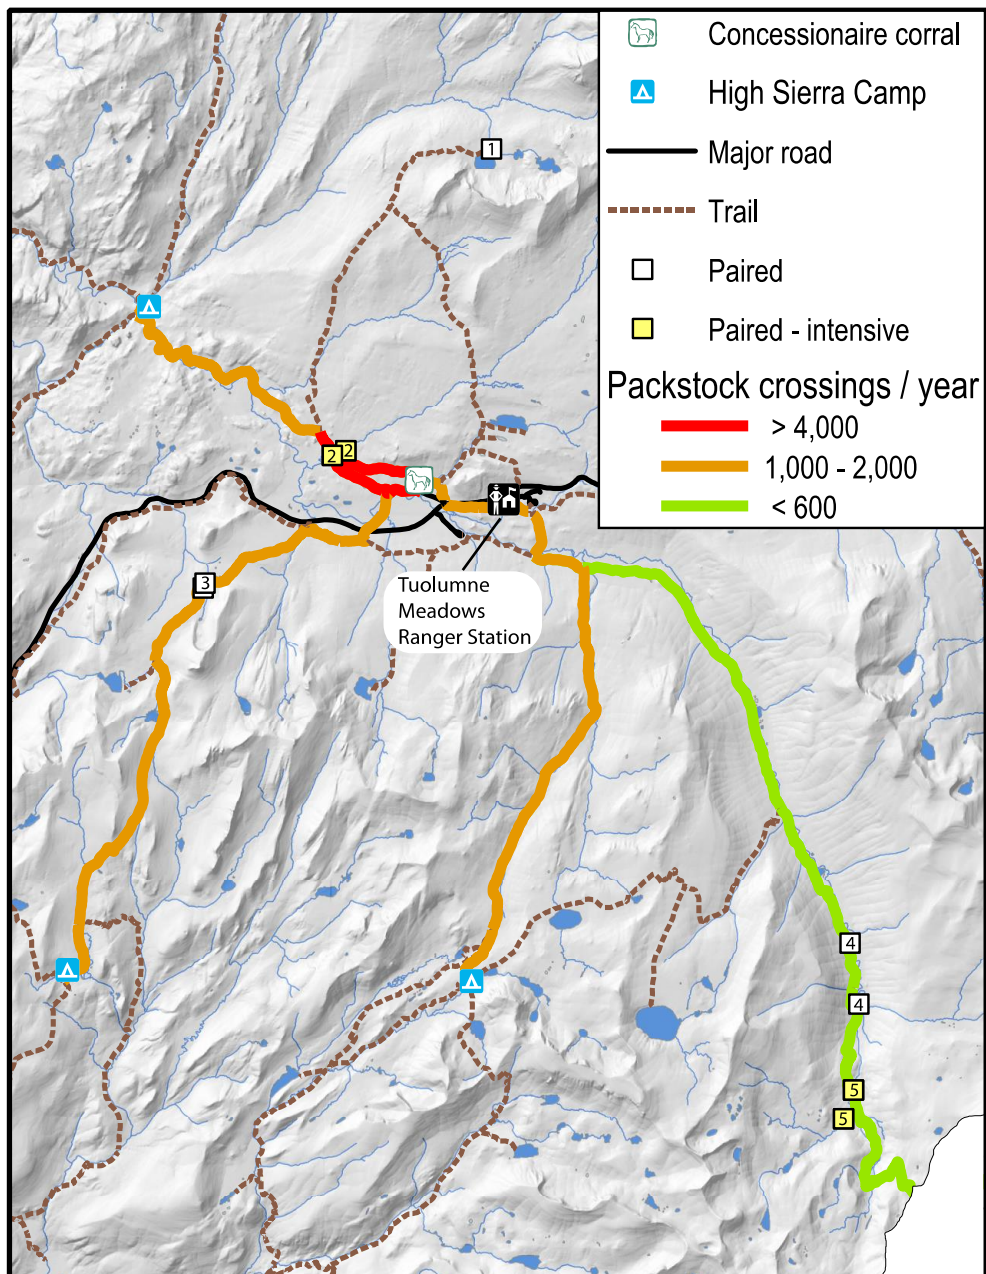 Concessionaire corral
High Sierra Camp
Major road
Trail
Paired
Paired - intensive
Packstock crossings / year
> 4,000
1,000 - 2,000
< 600
1
2
2
3
Tuolumne
Meadows
Ranger Station
4
4
5
5